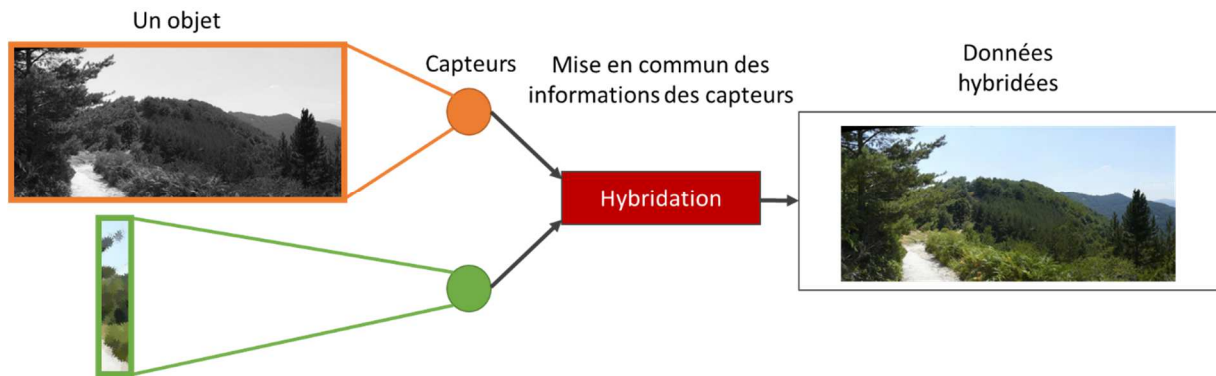 Un objet
Capteurs
Mise en commun des
informations des capteurs
Données
hybridées
Hybridation